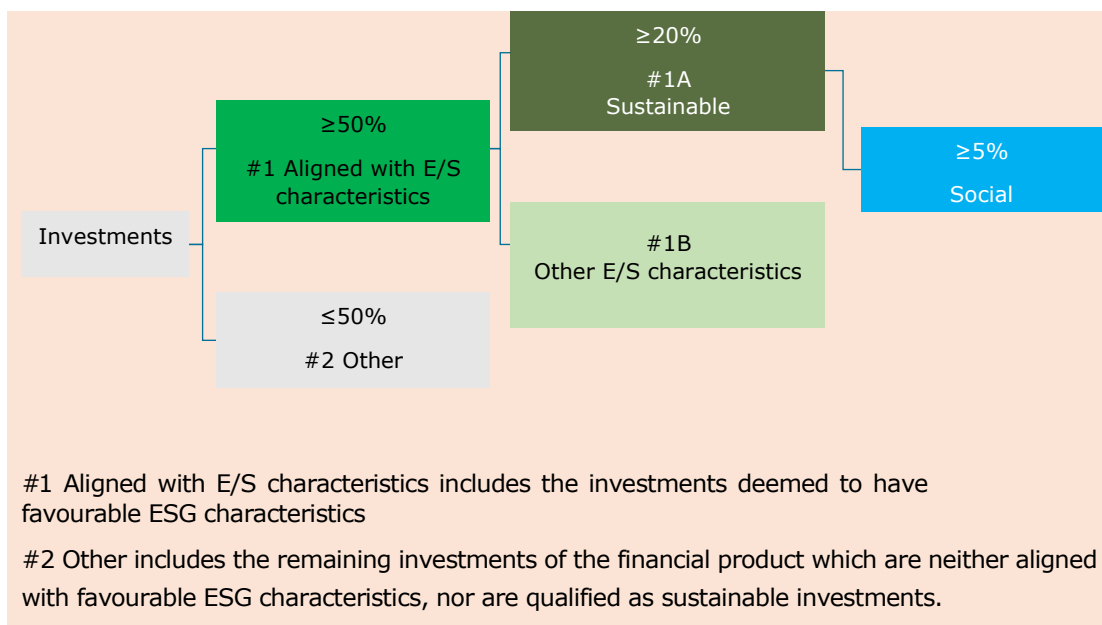 Investments
≥50%
#1 Aligned with E/S
characteristics
≤50%
#2 Other
≥20%
#1A
Sustainable
#1B
Other E/S characteristics
≥5%
Social
#1 Aligned with E/S characteristics includes the investments deemed to have
favourable ESG characteristics
#2 Other includes the remaining investments of the financial product which are neither aligned
with favourable ESG characteristics, nor are qualified as sustainable investments.